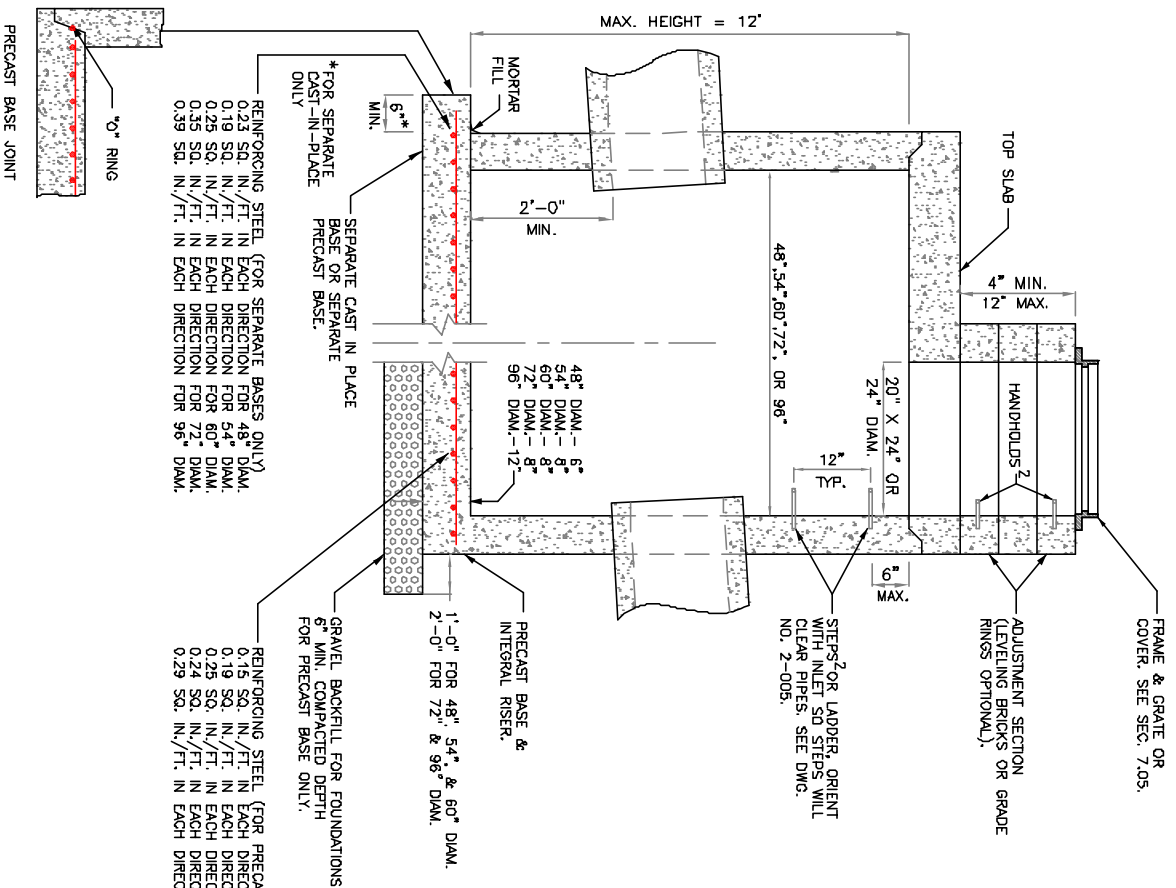 FRAME & GRATE OR
COVER. SEE SEC. 7.05.
ADJUSTMENT SECTION
(LEVELING BRICKS OR GRADE
RINGS OPTIONAL).
STEPS² OR LADDER, ORIENT
WITH INLET SO STEPS WILL
CLEAR PIPES. SEE DWG.
NO. 2-005.
PRECAST BASE &
INTEGRAL RISER.
1'-0" FOR 48", 54", & 60" DIAM.
2'-0" FOR 72" & 96" DIAM.
GRAVEL BACKFILL FOR FOUNDATIONS
6" MIN. COMPACTED DEPTH
FOR PRECAST BASE ONLY.
REINFORCING STEEL (FOR PRECA
0.15 SQ. IN./FT. IN EACH DIREC
0.19 SQ. IN./FT. IN EACH DIREC
0.25 SQ. IN./FT. IN EACH DIREC
0.24 SQ. IN./FT. IN EACH DIREC
0.29 SQ. IN./FT. IN EACH DIREC
6"
MAX.
12"
TYP.
HANDHOLDS²
20" X 24" OR
24" DIAM.
4" MIN.
12" MAX.
TOP SLAB
48",54",60",72", OR 96"
MAX. HEIGHT = 12'
48" DIAM.- 6"
54" DIAM.- 8"
60" DIAM.- 8"
72" DIAM.- 8"
96" DIAM.-12"
2'-0"
MIN.
MORTAR
FILL
6"*
MIN.
*FOR SEPARATE
CAST-IN-PLACE
ONLY
SEPARATE CAST IN PLACE
BASE OR SEPARATE
PRECAST BASE.
REINFORCING STEEL (FOR SEPARATE BASES ONLY)
0.23 SQ. IN./FT. IN EACH DIRECTION FOR 48" DIAM.
0.19 SQ. IN./FT. IN EACH DIRECTION FOR 54" DIAM.
0.25 SQ. IN./FT. IN EACH DIRECTION FOR 60" DIAM.
0.35 SQ. IN./FT. IN EACH DIRECTION FOR 72" DIAM.
0.39 SQ. IN./FT. IN EACH DIRECTION FOR 96" DIAM.
"O" RING
PRECAST BASE JOINT